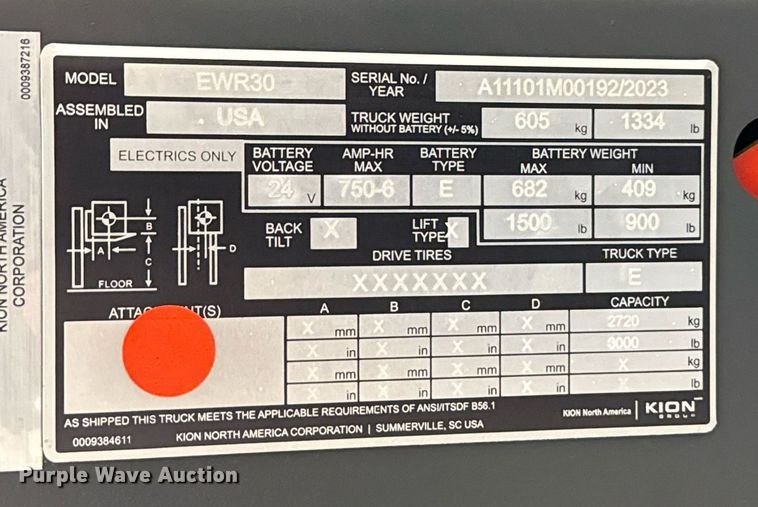 0009387216
KION NORTH AMERICA
CORPORATION
MODEL EWR30 SERIAL No. / YEAR A11101M00192/2023
ASSEMBLED IN USA TRUCK WEIGHT WITHOUT BATTERY (+/- 5%) 605 kg 1334 lb
ELECTRICS ONLY BATTERY VOLTAGE AMP-HR MAX BATTERY TYPE BATTERY WEIGHT
MAX MIN
24 V 750-6 E 682 kg 409 kg
1500 lb 900 lb
BACK TILT X LIFT TYPE X
A B C D
FLOOR
DRIVE TIRES TRUCK TYPE
XXXXXXX E
A B C D CAPACITY
X mm X mm X mm X mm 2720 kg
X in X in X in X in lb
X mm X mm X mm X mm X kg
X in X in X in X in X lb
AS SHIPPED THIS TRUCK MEETS THE APPLICABLE REQUIREMENTS OF ANSI/ITSDF B56.1
KION North America | KION GROUP
0009384611 KION NORTH AMERICA CORPORATION | SUMMERVILLE, SC USA
Purple Wave Auction